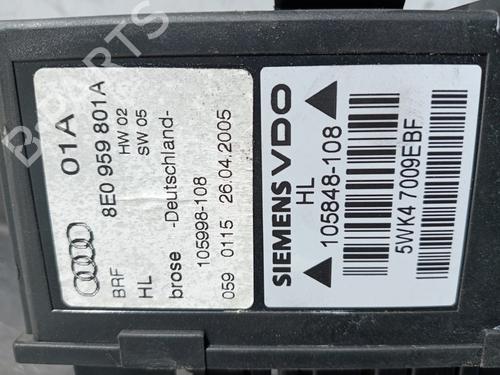 01A
8E0 959 801A
HW 02
BRF SW 05
HL
brose -Deutschland-
105998-108
059 0115 26.04.2005
SIEMENS VDO
HL
105848-108
5WK4 7009EBF